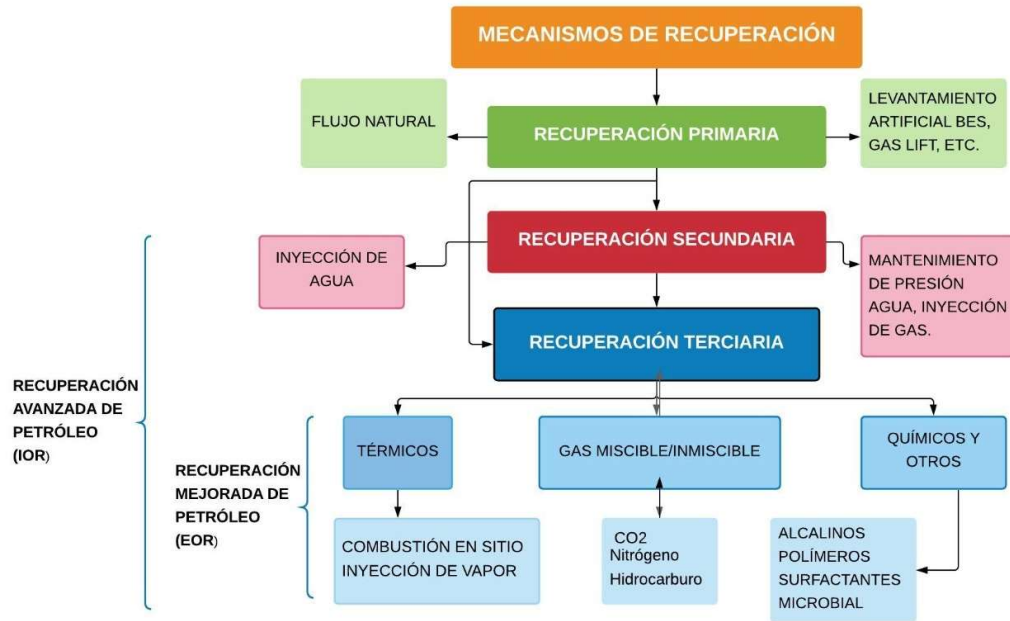 MECANISMOS DE RECUPERACIÓN
FLUJO NATURAL
RECUPERACIÓN PRIMARIA
LEVANTAMIENTO
ARTIFICIAL BES,
GAS LIFT, ETC.
RECUPERACIÓN SECUNDARIA
INYECCIÓN DE
AGUA
MANTENIMIENTO
DE PRESIÓN
AGUA, INYECCIÓN
DE GAS.
RECUPERACIÓN TERCIARIA
RECUPERACIÓN
AVANZADA DE
PETRÓLEO
(IOR)
RECUPERACIÓN
MEJORADA DE
PETRÓLEO
(EOR)
TÉRMICOS
GAS MISCIBLE/INMISCIBLE
QUÍMICOS Y
OTROS
COMBUSTIÓN EN SITIO
INYECCIÓN DE VAPOR
CO2
Nitrógeno
Hidrocarburo
ALCALINOS
POLÍMEROS
SURFACTANTES
MICROBIAL